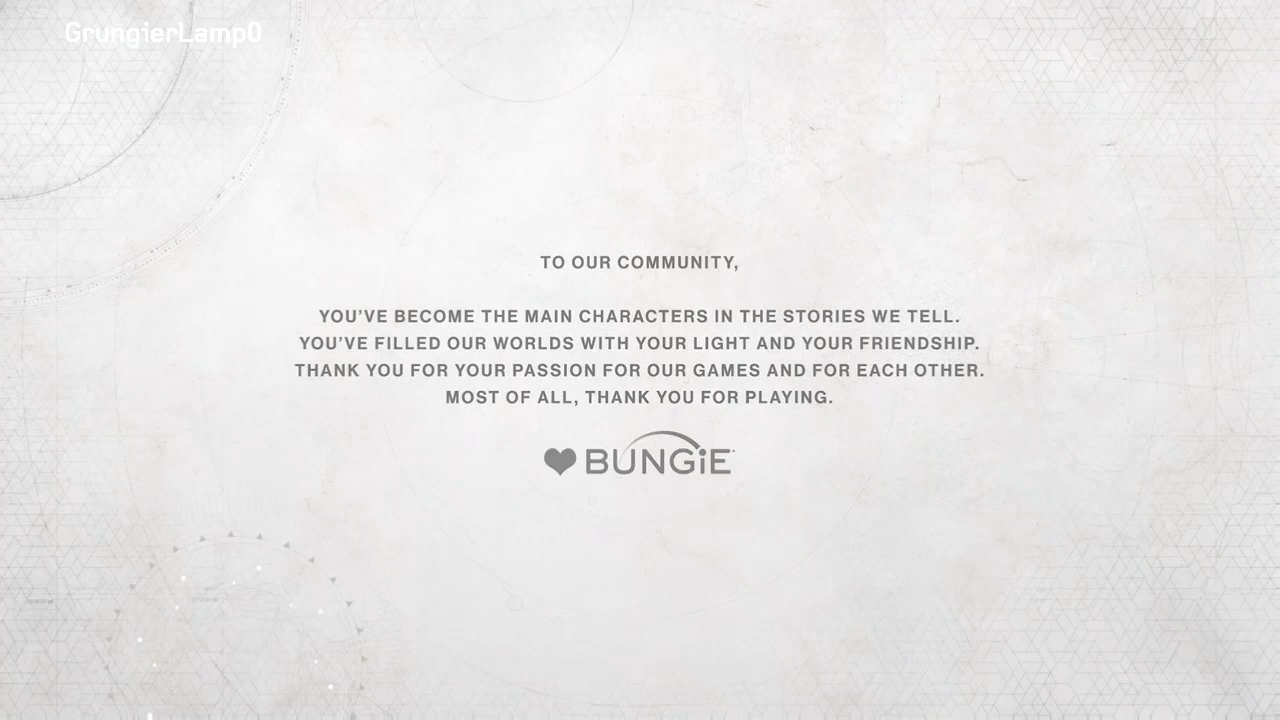 GrungierLamp0
TO OUR COMMUNITY,
YOU'VE BECOME THE MAIN CHARACTERS IN THE STORIES WE TELL.
YOU'VE FILLED OUR WORLDS WITH YOUR LIGHT AND YOUR FRIENDSHIP.
THANK YOU FOR YOUR PASSION FOR OUR GAMES AND FOR EACH OTHER.
MOST OF ALL, THANK YOU FOR PLAYING.
BUNGiE